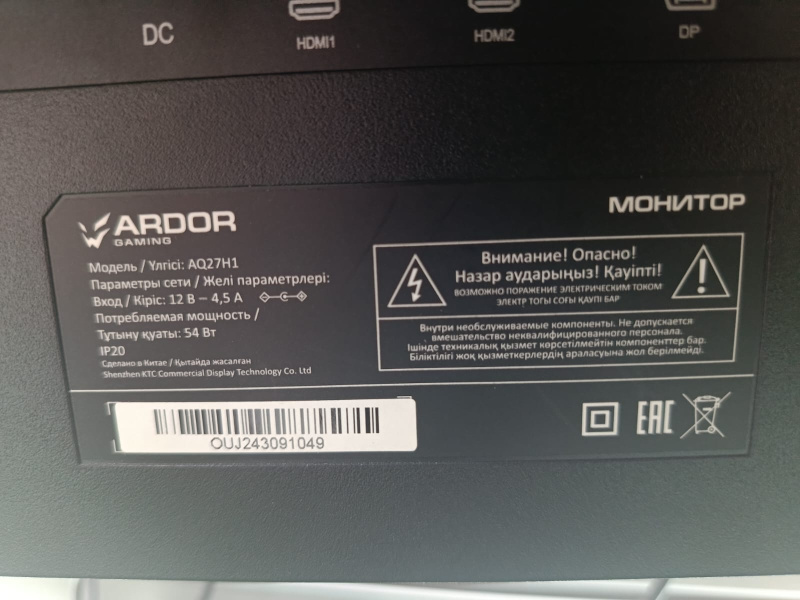 DC
HDMI1
HDMI2
DP
ARDOR
GAMING
МОНИТОР
Модель / Үлгісі: AQ27H1
Параметры сети / Желі параметрлері:
Вход / Кіріс: 12 В – 4,5 А
Потребляемая мощность /
Тұтыну қуаты: 54 Вт
IP20
Сделано в Китае / Қытайда жасалған
Shenzhen KTC Commercial Display Technology Co. Ltd
Внимание! Опасно!
Назар аударыңыз! Қауіпті!
ВОЗМОЖНО ПОРАЖЕНИЕ ЭЛЕКТРИЧЕСКИМ ТОКОМ
ЭЛЕКТР ТОГЫ СОҒЫ ҚАУПІ БАР
Внутри необслуживаемые компоненты. Не допускается
вмешательство неквалифицированного персонала.
Ішінде техникалық қызмет көрсетілмейтін компоненттер бар.
Біліктілігі жоқ қызметкерлердің араласуына жол берілмейді.
OUJ243091049
EAC